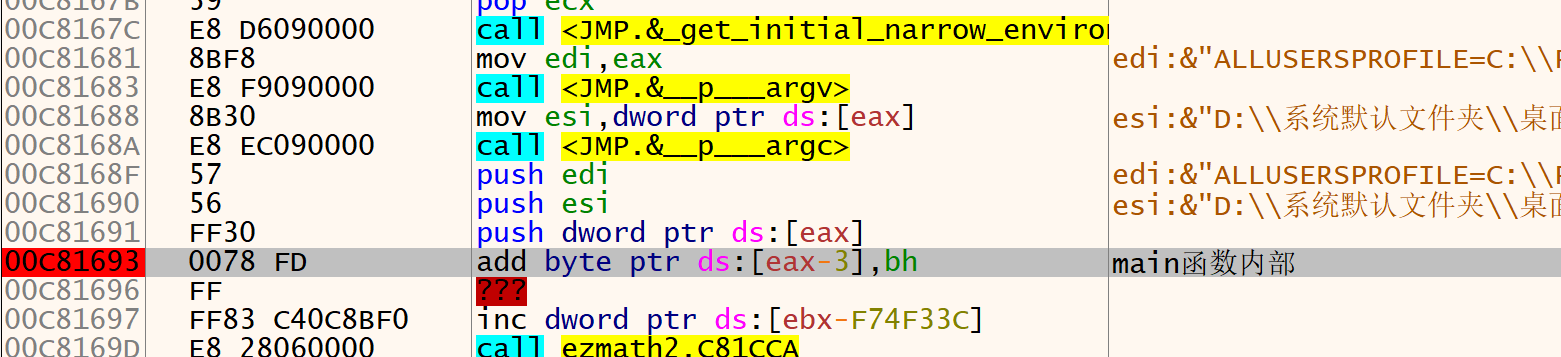 00C8167B 59 pop ecx
00C8167C E8 D6090000 call <JMP.&_get_initial_narrow_enviro
00C81681 8BF8 mov edi,eax edi:&"ALLUSERSPROFILE=C:\\P
00C81683 E8 F9090000 call <JMP.&__p___argv>
00C81688 8B30 mov esi,dword ptr ds:[eax] esi:&"D:\\系统默认文件夹\\桌面
00C8168A E8 EC090000 call <JMP.&__p___argc>
00C8168F 57 push edi edi:&"ALLUSERSPROFILE=C:\\P
00C81690 56 push esi esi:&"D:\\系统默认文件夹\\桌面
00C81691 FF30 push dword ptr ds:[eax]
00C81693 0078 FD add byte ptr ds:[eax-3],bh main函数内部
00C81696 FF ???
00C81697 FF83 C40C8BF0 inc dword ptr ds:[ebx-F74F33C]
00C8169D E8 28060000 call ezmath2.C81CCA